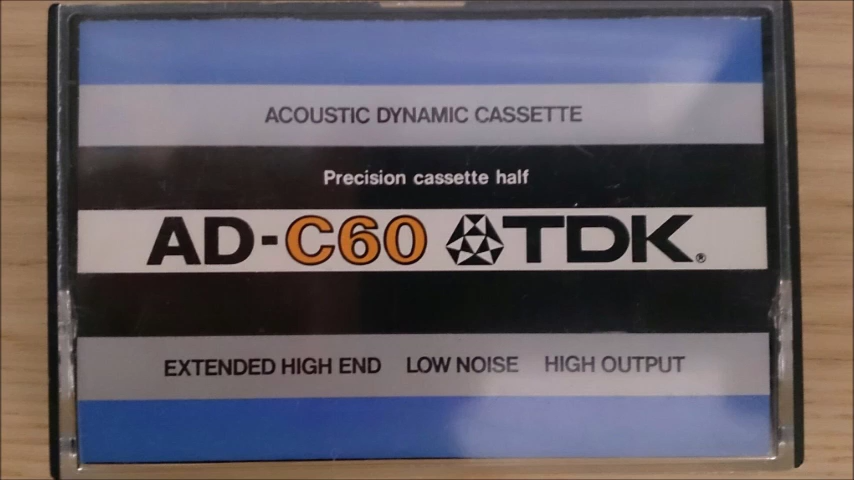 ACOUSTIC DYNAMIC CASSETTE
Precision cassette half
AD-C60 TDK®
EXTENDED HIGH END LOW NOISE HIGH OUTPUT